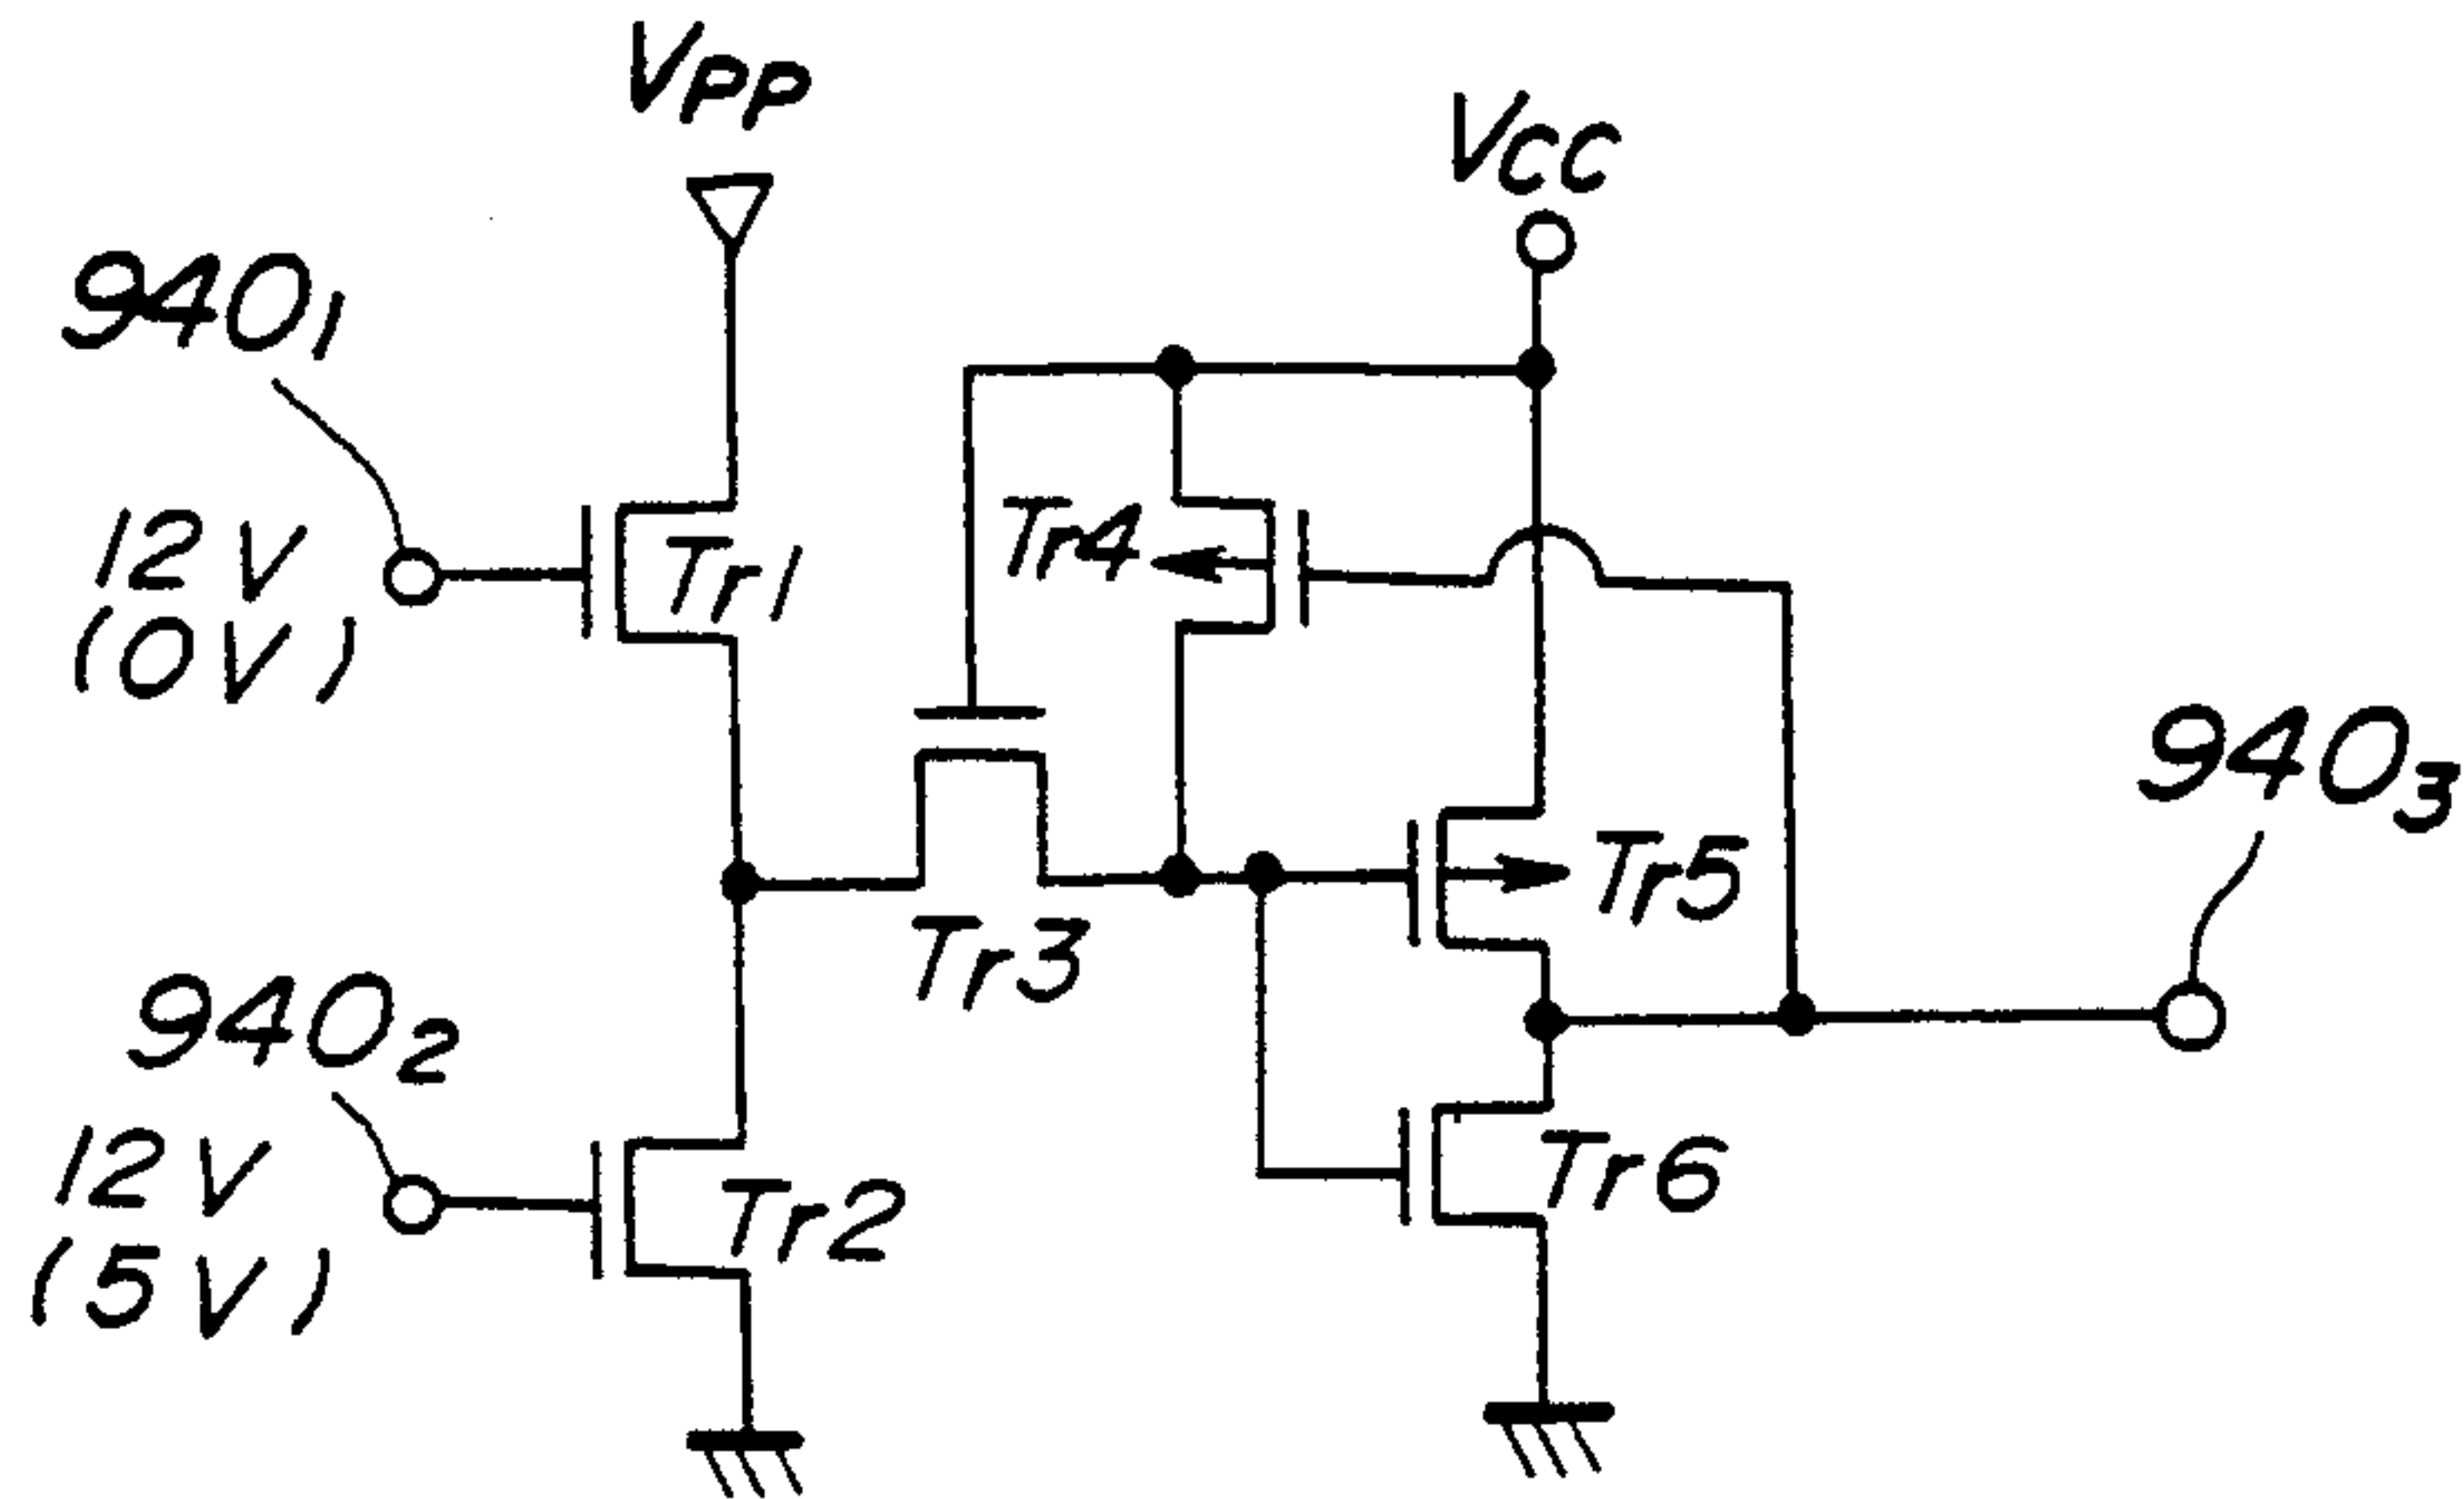 VPP
VCC
940₁
12V
(0V)
Tr1
Tr4
Tr3
Tr5
940₃
940₂
12V
(5V)
Tr2
Tr6